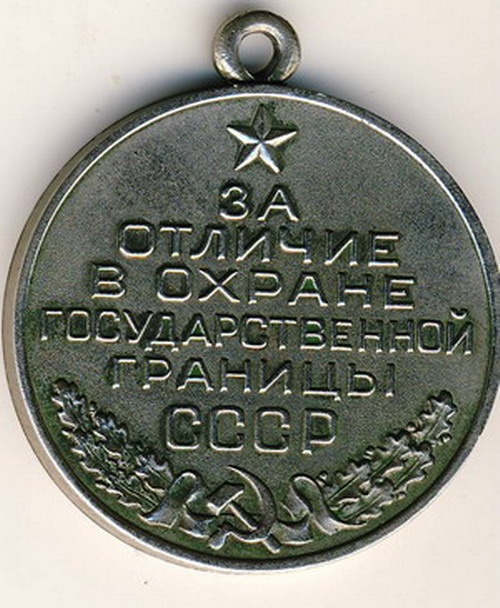 ЗА
ОТЛИЧИЕ
В ОХРАНЕ
ГОСУДАРСТВЕННОЙ
ГРАНИЦЫ
СССР